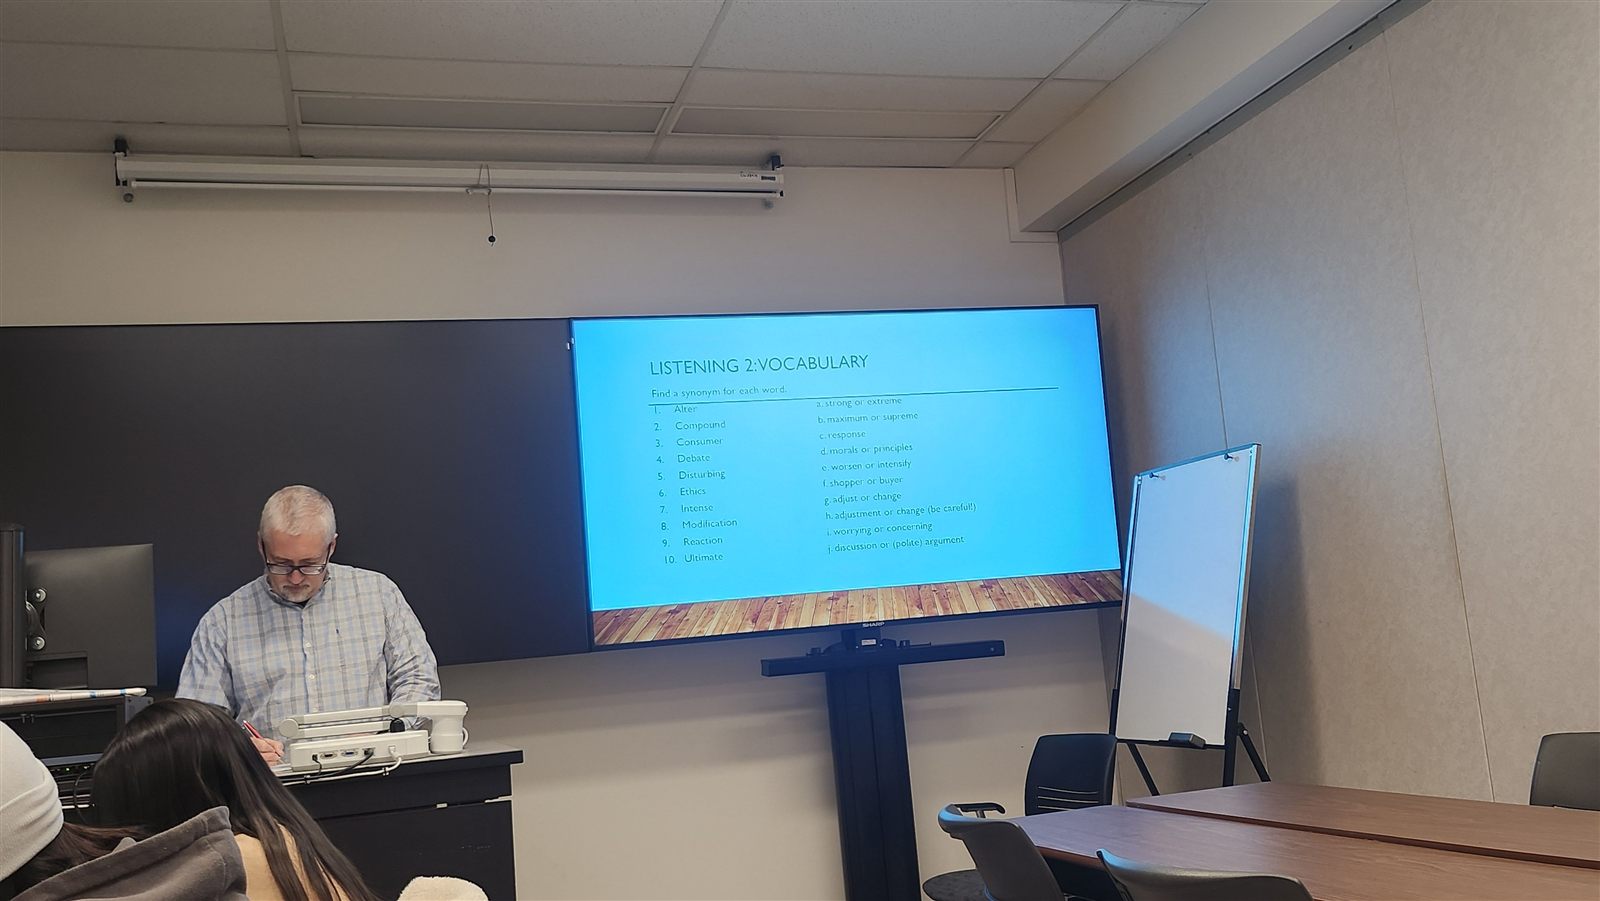 LISTENING 2:VOCABULARY
Find a synonym for each word.
1. Alter
2. Compound
3. Consumer
4. Debate
5. Disturbing
6. Ethics
7. Intense
8. Modification
9. Reaction
10. Ultimate
a. strong or extreme
b. maximum or supreme
c. response
d. morals or principles
e. worsen or intensify
f. shopper or buyer
g. adjust or change
h. adjustment or change (be careful!)
i. worrying or concerning
j. discussion or (polite) argument
SHARP